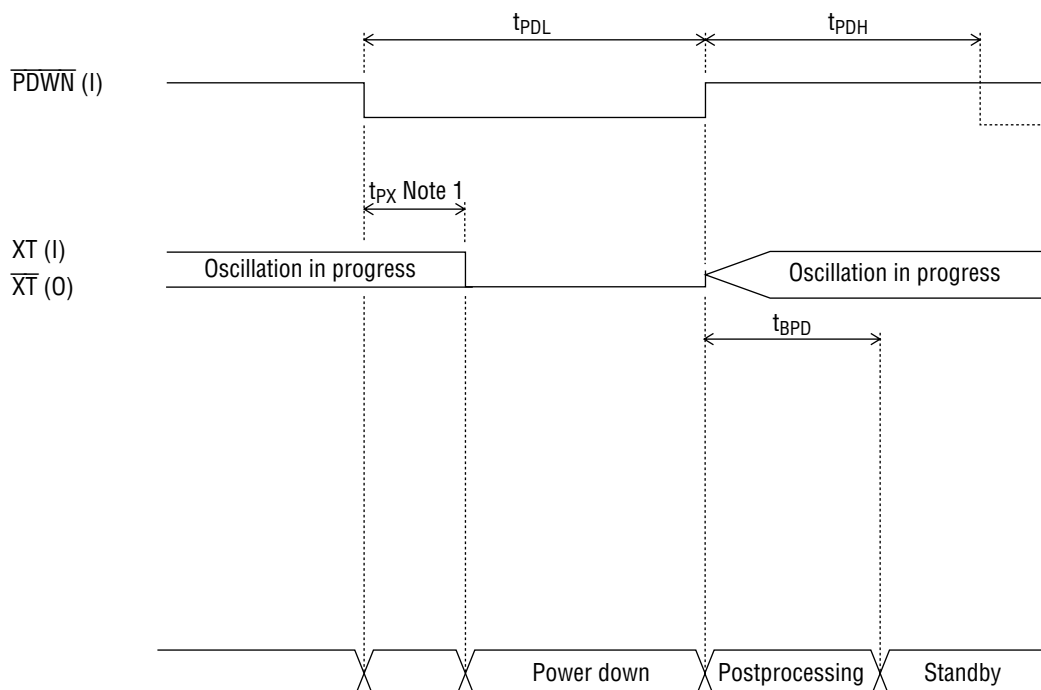 tPDL
tPDH
PDWN (I)
tPX Note 1
XT (I)
Oscillation in progress
Oscillation in progress
XT (O)
tBPD
Power down
Postprocessing
Standby